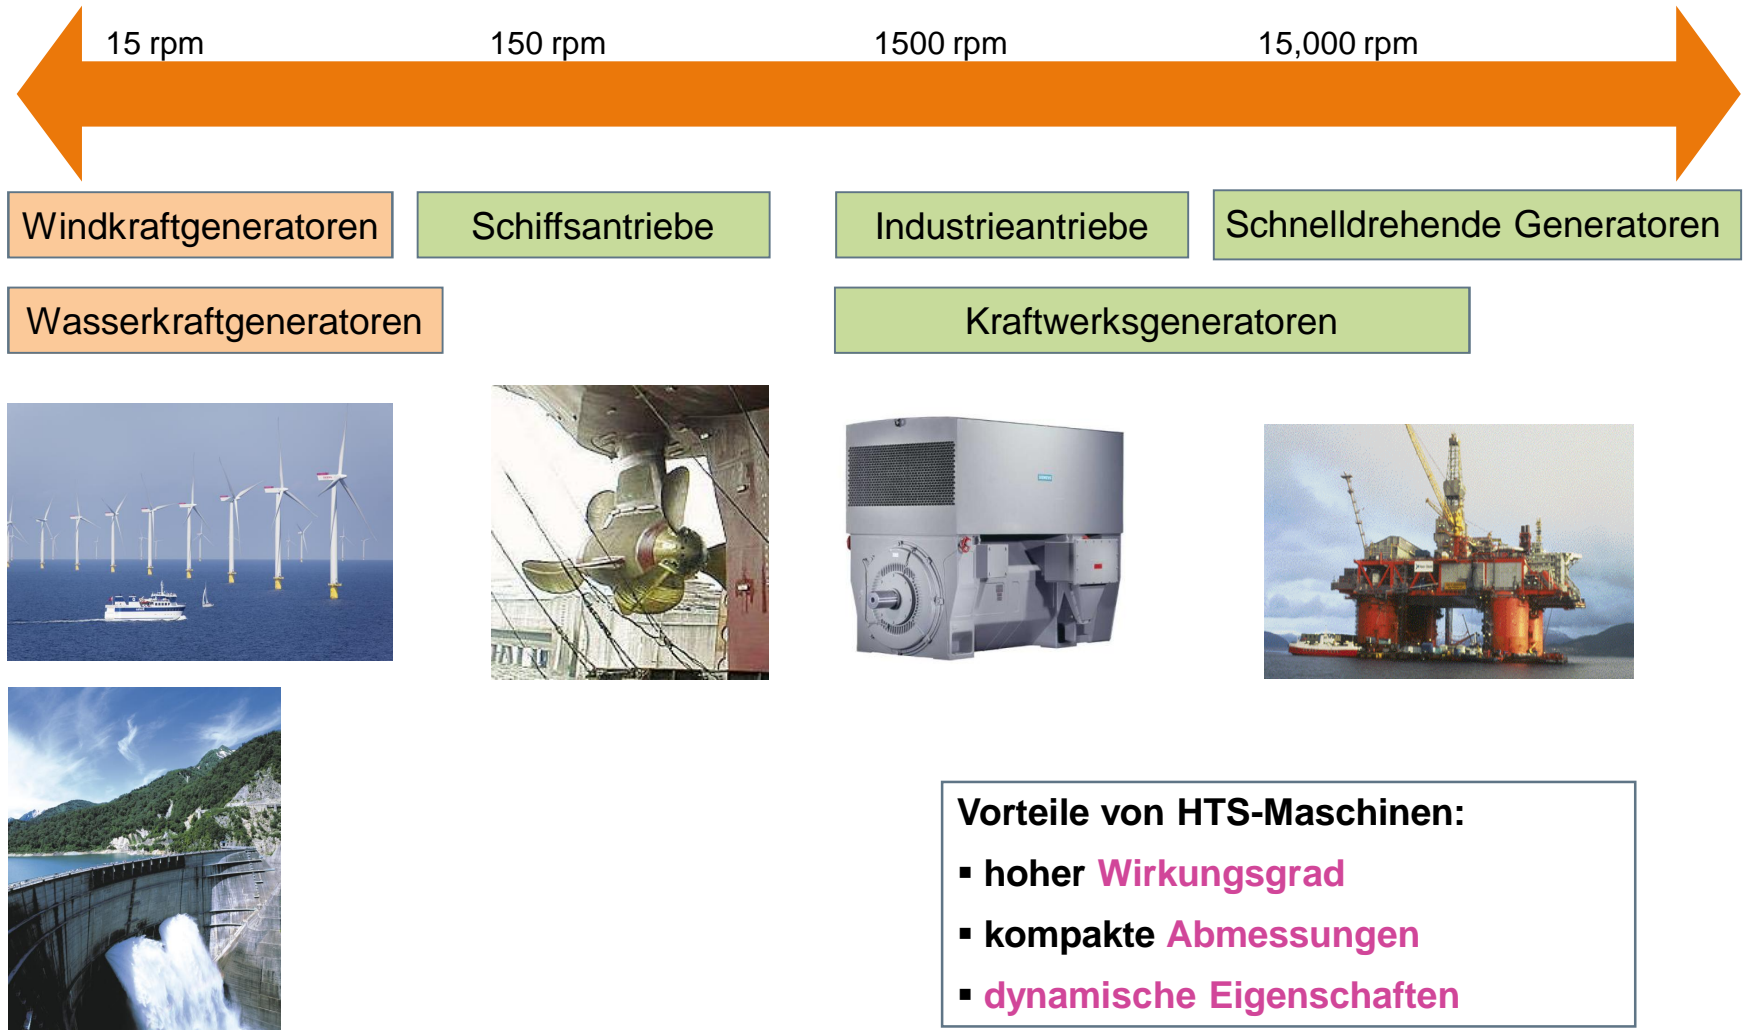 15 rpm
150 rpm
1500 rpm
15,000 rpm
Windkraftgeneratoren
Schiffsantriebe
Industrieantriebe
Schnelldrehende Generatoren
Wasserkraftgeneratoren
Kraftwerksgeneratoren
Vorteile von HTS-Maschinen:
▪ hoher Wirkungsgrad
▪ kompakte Abmessungen
▪ dynamische Eigenschaften